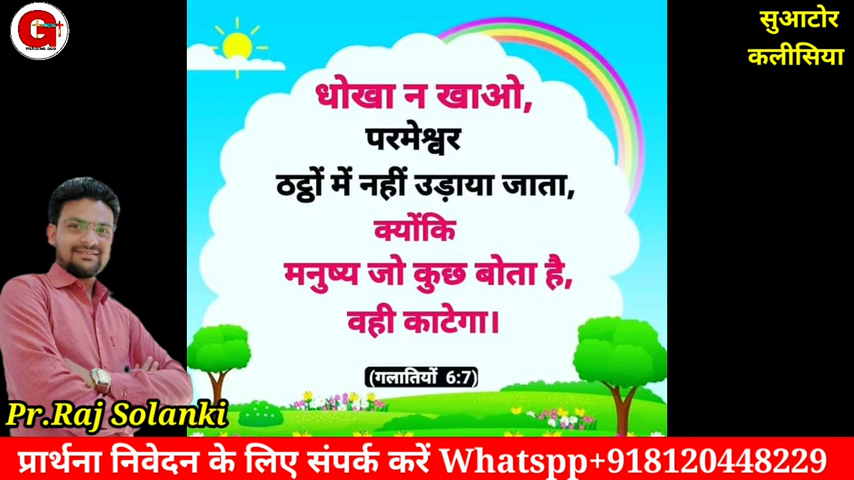 सुआटोर
कलीसिया
धोखा न खाओ,
परमेश्वर
ठट्ठों में नहीं उड़ाया जाता,
क्योंकि
मनुष्य जो कुछ बोता है,
वही काटेगा।
(गलातियों 6:7)
Pr.Raj Solanki
प्रार्थना निवेदन के लिए संपर्क करें Whatspp+918120448229